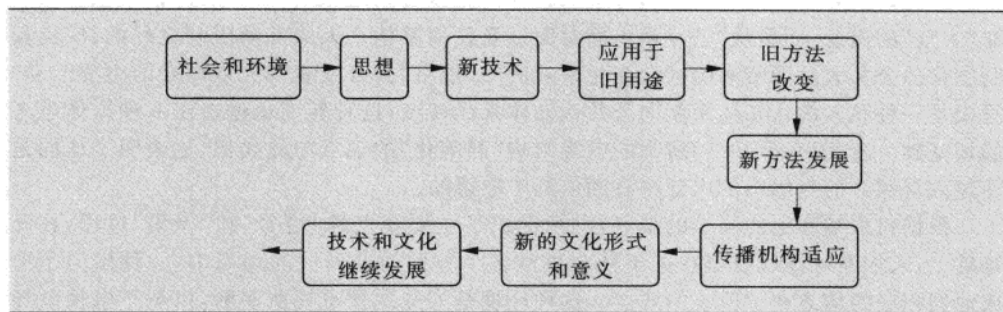 社会和环境
思想
新技术
应用于
旧用途
旧方法
改变
新方法发展
传播机构适应
新的文化形式
和意义
技术和文化
继续发展